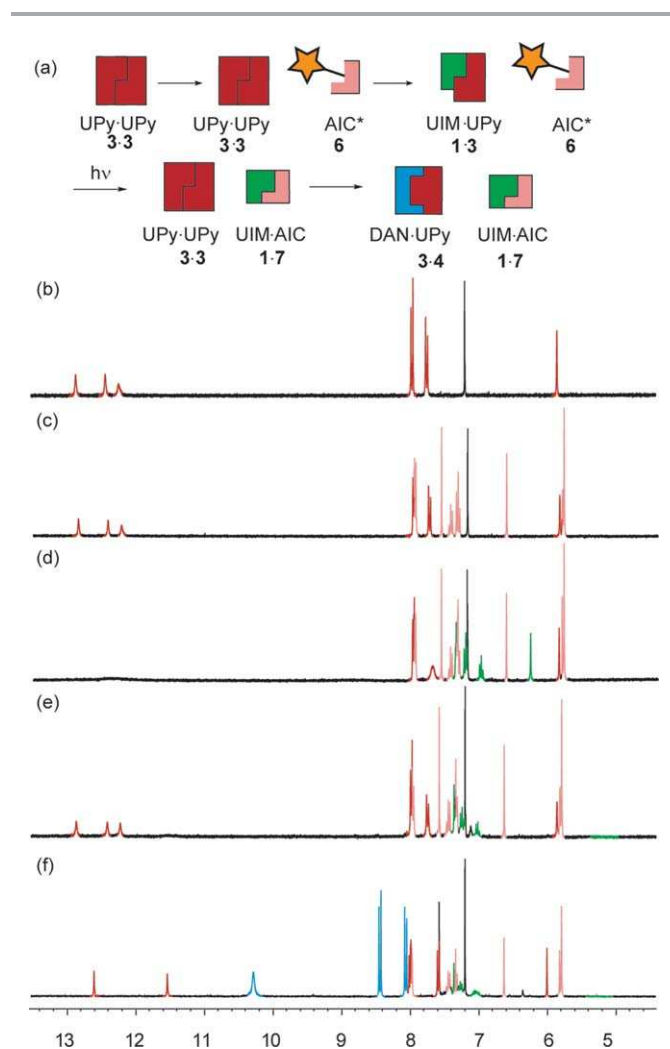 (a)
UPy·UPy UPy·UPy AIC* UIM·UPy AIC*
3·3 3·3 6 1·3 6
hν
UPy·UPy UIM·AIC DAN·UPy UIM·AIC
3·3 1·7 3·4 1·7
(b)
(c)
(d)
(e)
(f)
13 12 11 10 9 8 7 6 5